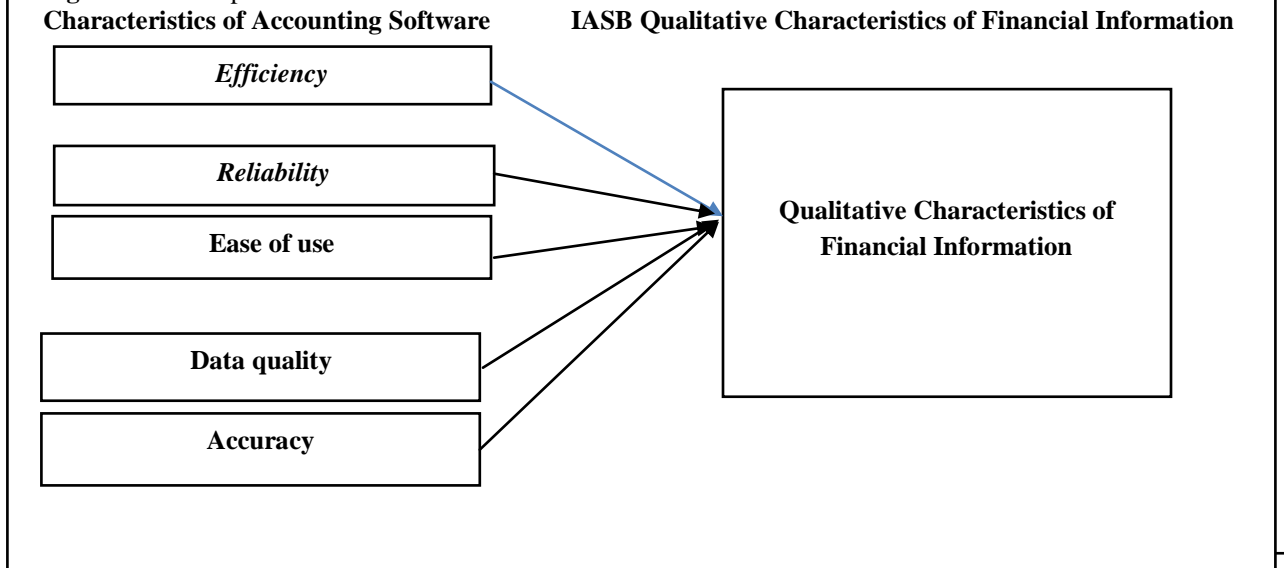 Characteristics of Accounting Software IASB Qualitative Characteristics of Financial Information
Efficiency
Reliability
Ease of use
Data quality
Accuracy
Qualitative Characteristics of
Financial Information